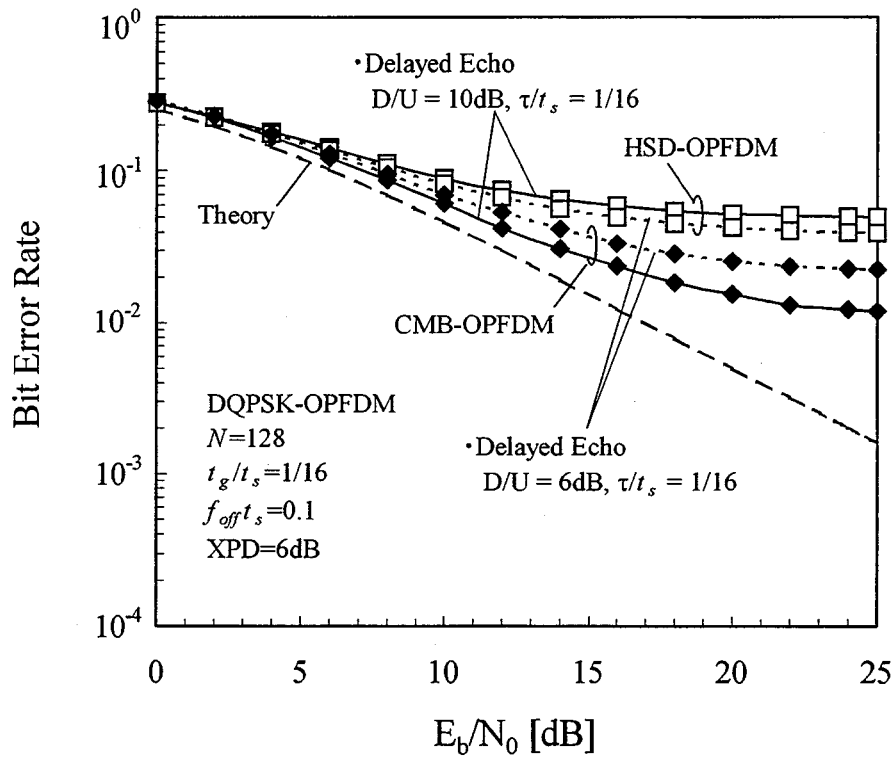 10^0
10^-1
10^-2
10^-3
10^-4
Bit Error Rate
・Delayed Echo
D/U = 10dB, τ/t_s = 1/16
HSD-OPFDM
Theory
CMB-OPFDM
DQPSK-OPFDM
N=128
t_g/t_s=1/16
f_off t_s=0.1
XPD=6dB
・Delayed Echo
D/U = 6dB, τ/t_s = 1/16
0 5 10 15 20 25
E_b/N_0 [dB]